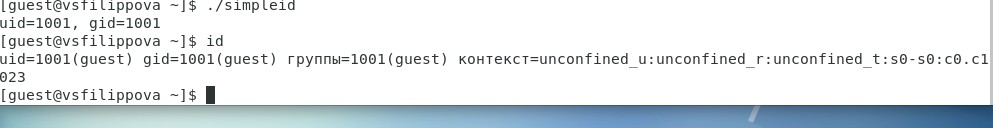 [guest@vsfilippova ~]$ ./simpleid
uid=1001, gid=1001
[guest@vsfilippova ~]$ id
uid=1001(guest) gid=1001(guest) группы=1001(guest) контекст=unconfined_u:unconfined_r:unconfined_t:s0-s0:c0.c1
023
[guest@vsfilippova ~]$